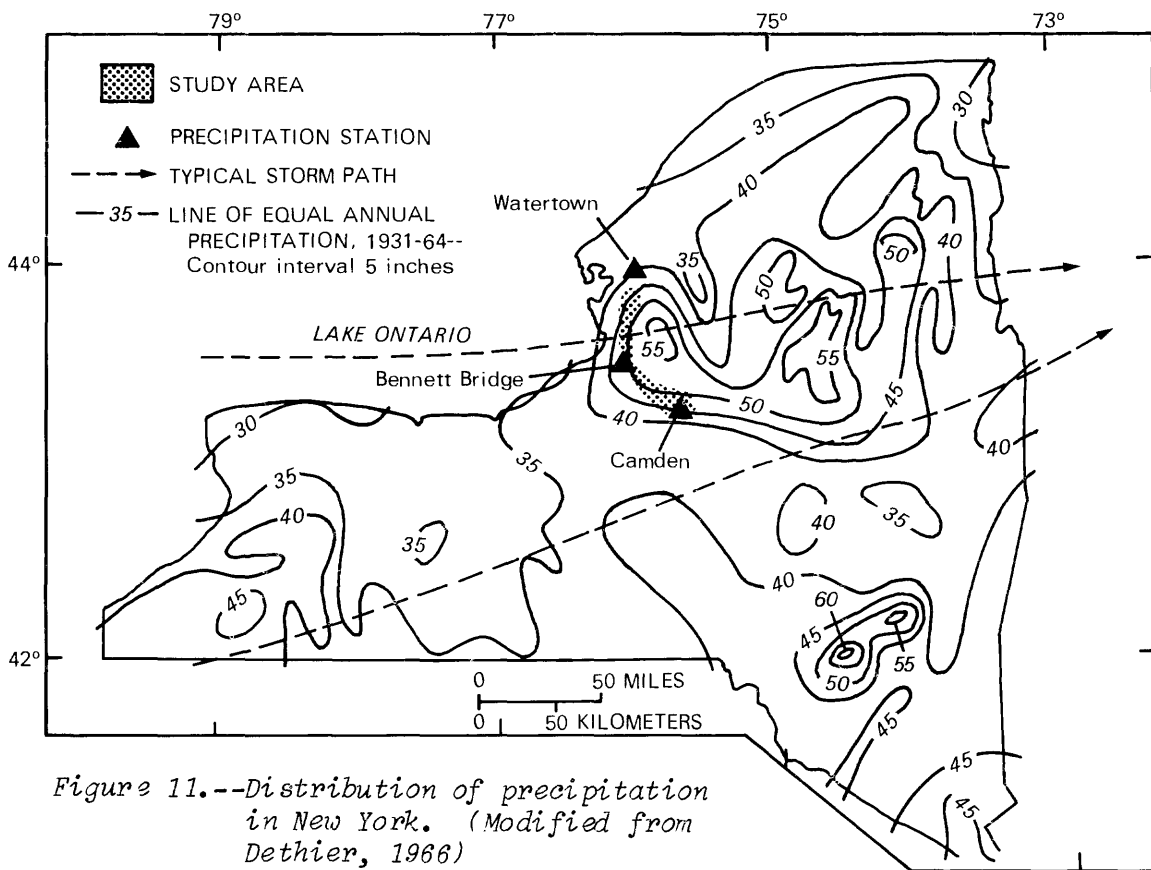 79° 77° 75° 73°
STUDY AREA
PRECIPITATION STATION
TYPICAL STORM PATH
35 LINE OF EQUAL ANNUAL
PRECIPITATION, 1931-64--
Contour interval 5 inches
30
35
40
Watertown
44°
35
50
50
40
LAKE ONTARIO
55
55
Bennett Bridge
50
45
40
40
Camden
30
35
35
40
35
40
35
45
40
60
45
55
50
42°
0 50 MILES
0 50 KILOMETERS
45
45
45
Figure 11.--Distribution of precipitation
in New York. (Modified from
Dethier, 1966)